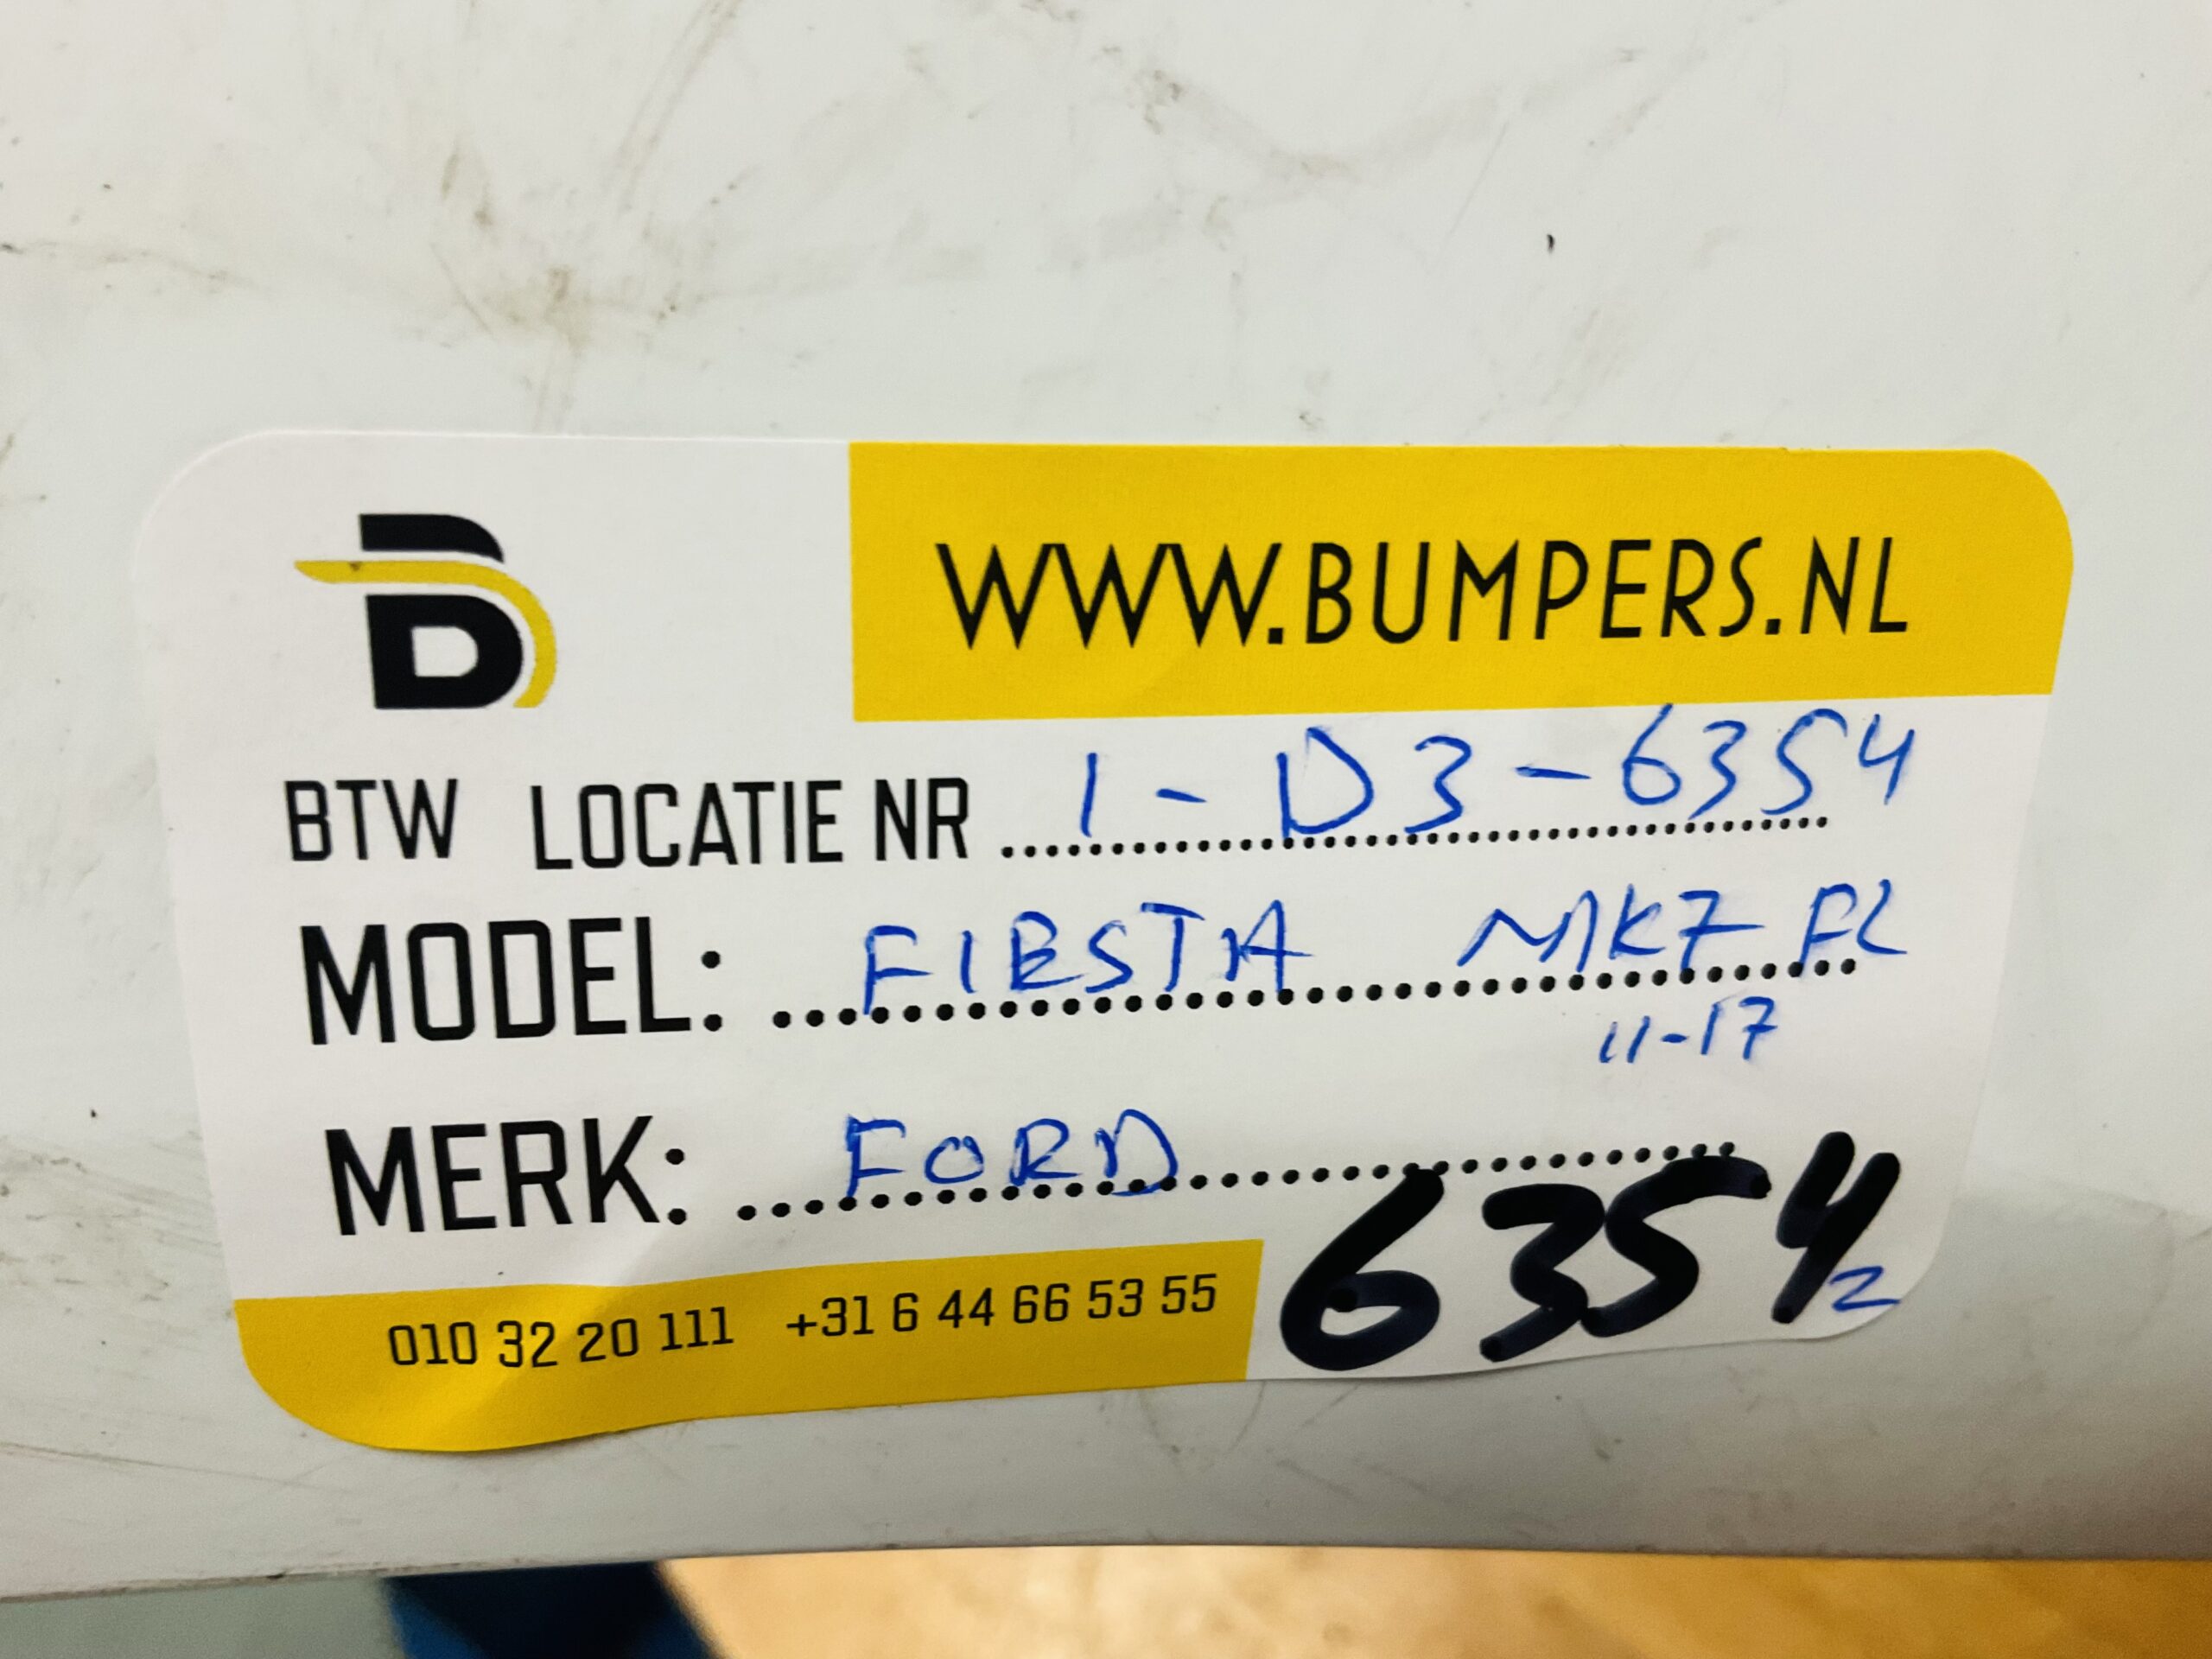 B
WWW.BUMPERS.NL
BTW LOCATIE NR 1-D3-6354
MODEL: FIESTA MK7 FL
11-17
MERK: FORD
010 32 20 111 +31 6 44 66 53 55
6354
2